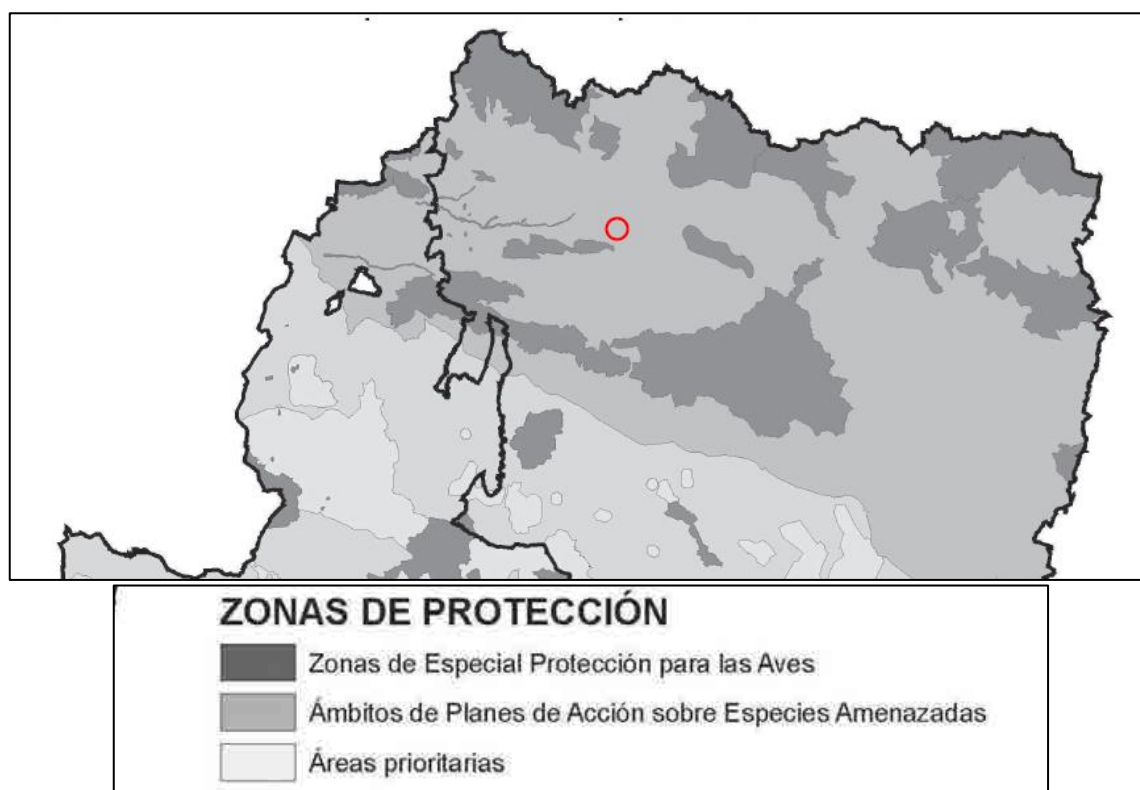 ZONAS DE PROTECCIÓN
Zonas de Especial Protección para las Aves
Ámbitos de Planes de Acción sobre Especies Amenazadas
Áreas prioritarias